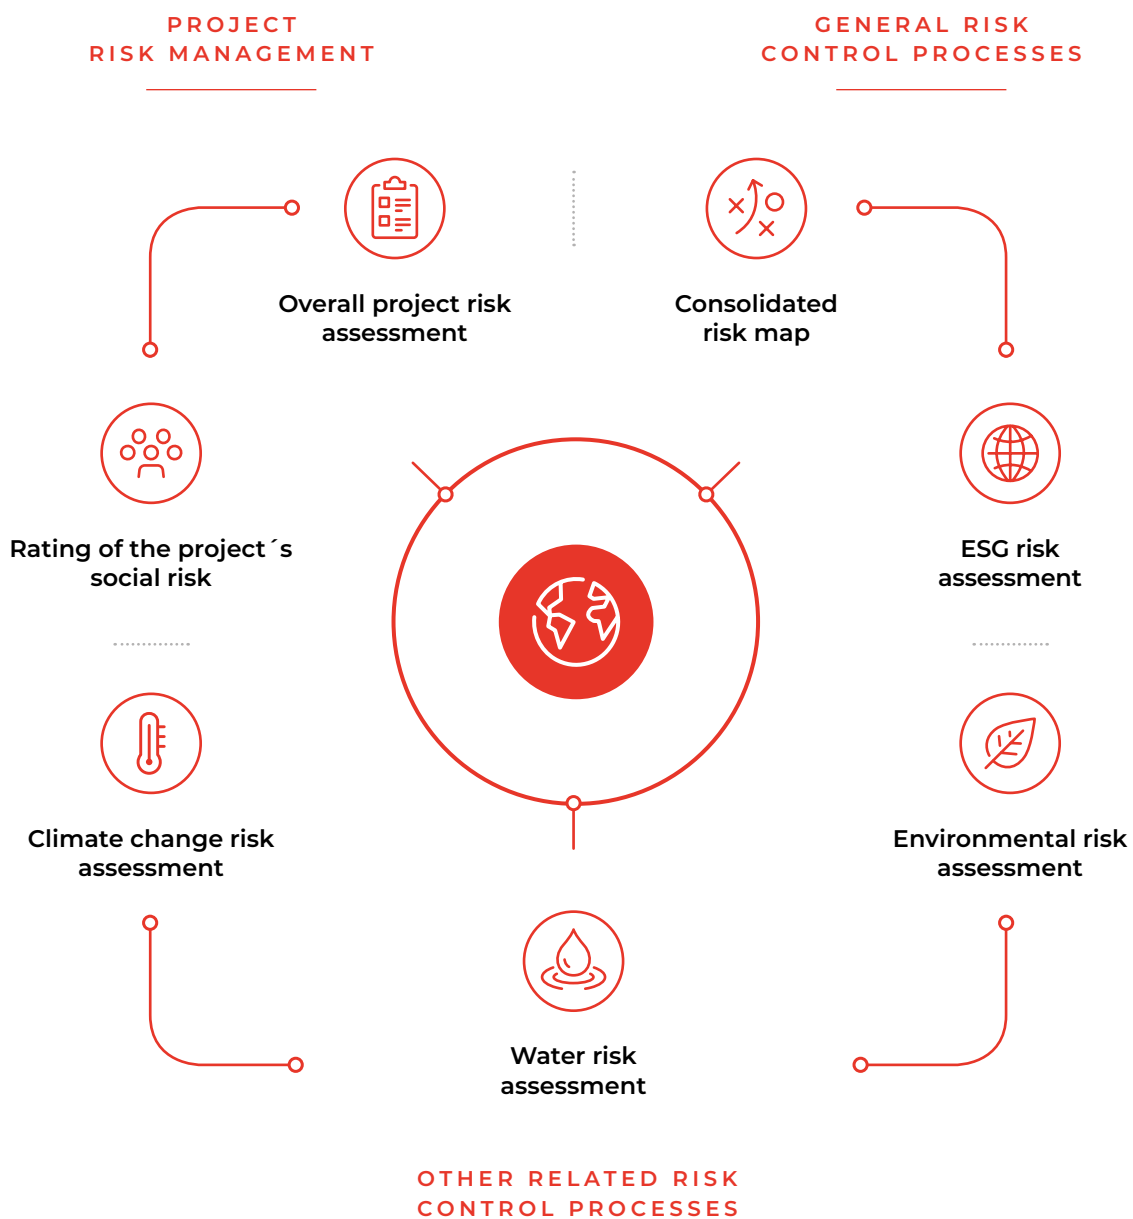 PROJECT
RISK MANAGEMENT
GENERAL RISK
CONTROL PROCESSES
Overall project risk
assessment
Consolidated
risk map
Rating of the project´s
social risk
ESG risk
assessment
Climate change risk
assessment
Environmental risk
assessment
Water risk
assessment
OTHER RELATED RISK
CONTROL PROCESSES